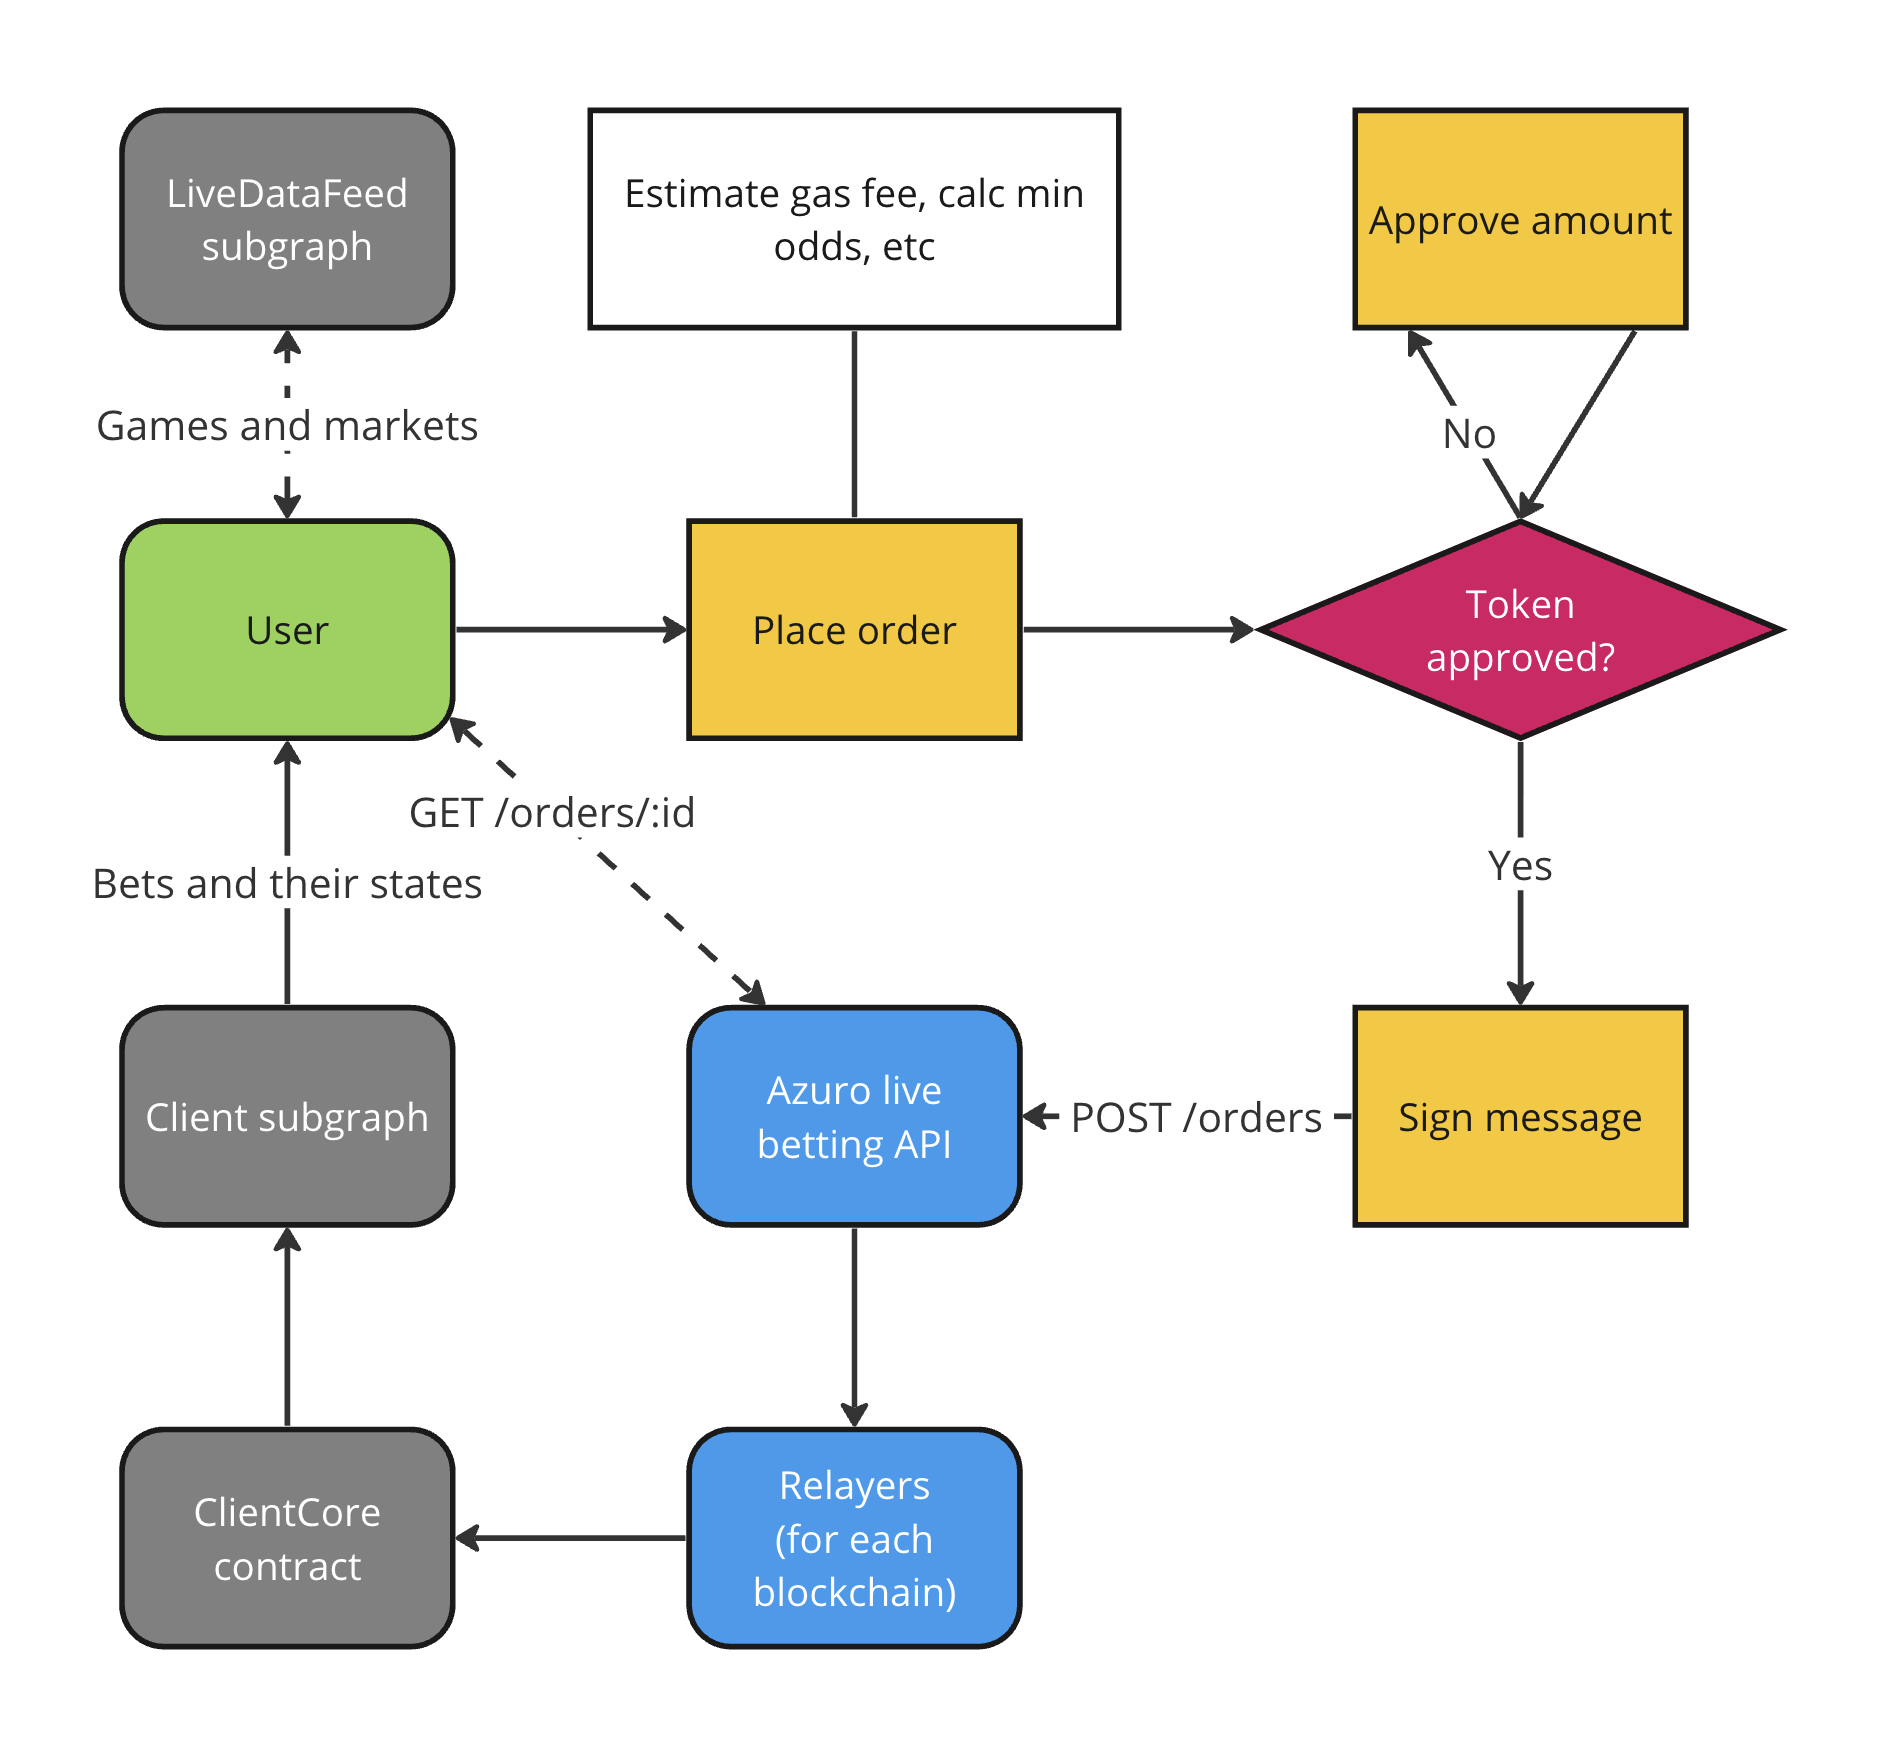 LiveDataFeed
subgraph
Estimate gas fee, calc min
odds, etc
Approve amount
Games and markets
No
User
Place order
Token
approved?
GET /orders/:id
Yes
Bets and their states
Client subgraph
Azuro live
betting API
POST /orders
Sign message
ClientCore
contract
Relayers
(for each
blockchain)